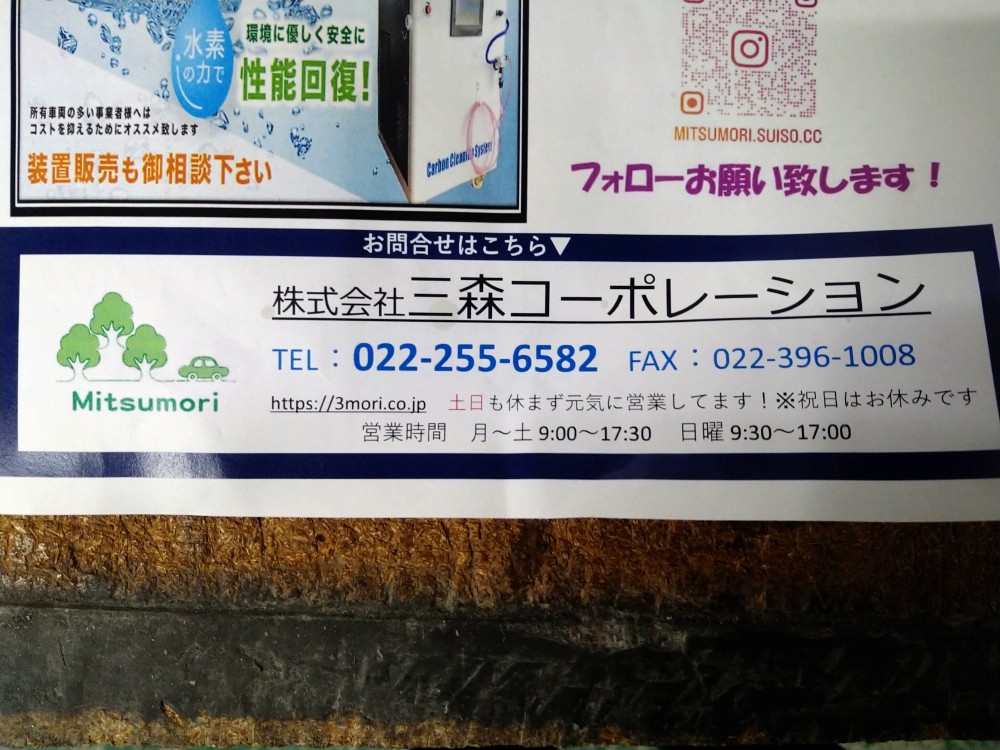 水素
の力で
環境に優しく安全に
性能回復!
所有車両の多い事業者様へは
コストを抑えるためにオススメ致します
装置販売も御相談下さい
Carbon Cleaning System
MITSUMORI.SUISO.CC
フォローお願い致します！
お問合せはこちら▼
株式会社三森コーポレーション
TEL：022-255-6582 FAX：022-396-1008
Mitsumori
https://3mori.co.jp 土日も休まず元気に営業してます！※祝日はお休みです
営業時間 月～土 9:00～17:30 日曜 9:30～17:00